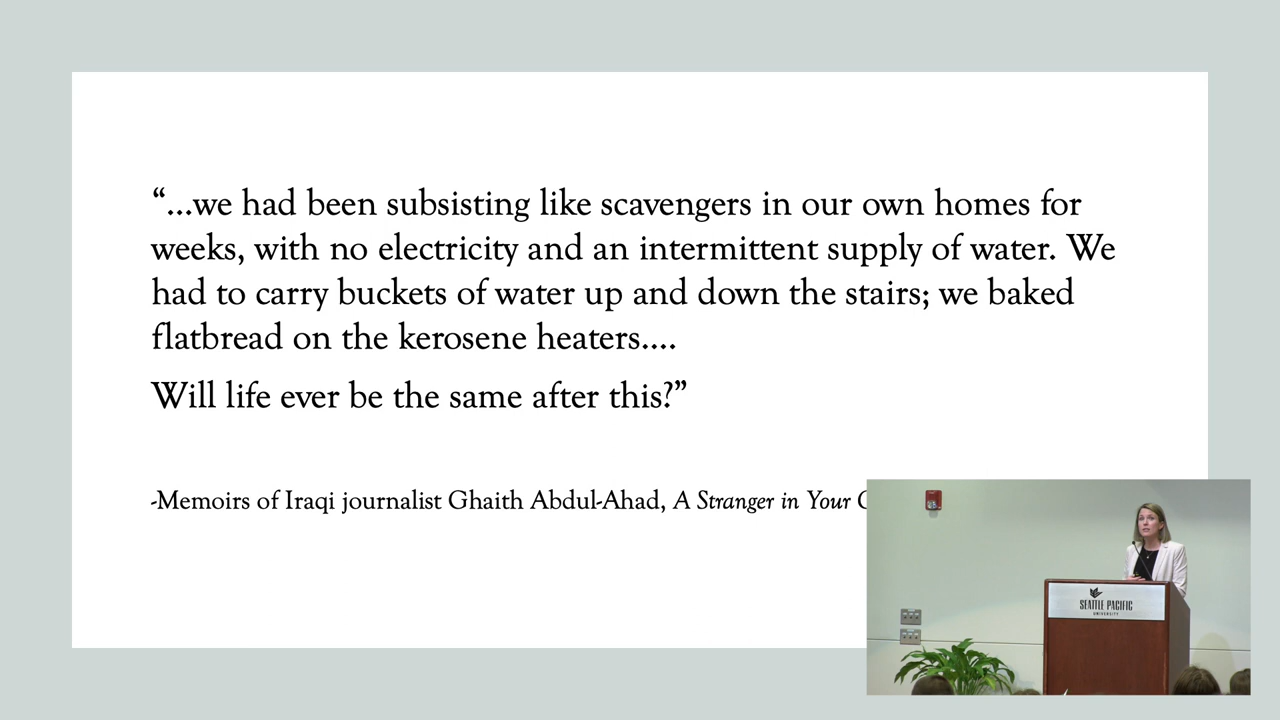 “...we had been subsisting like scavengers in our own homes for
weeks, with no electricity and an intermittent supply of water. We
had to carry buckets of water up and down the stairs; we baked
flatbread on the kerosene heaters....
Will life ever be the same after this?”
-Memoirs of Iraqi journalist Ghaith Abdul-Ahad, A Stranger in Your
SEATTLE PACIFIC
UNIVERSITY